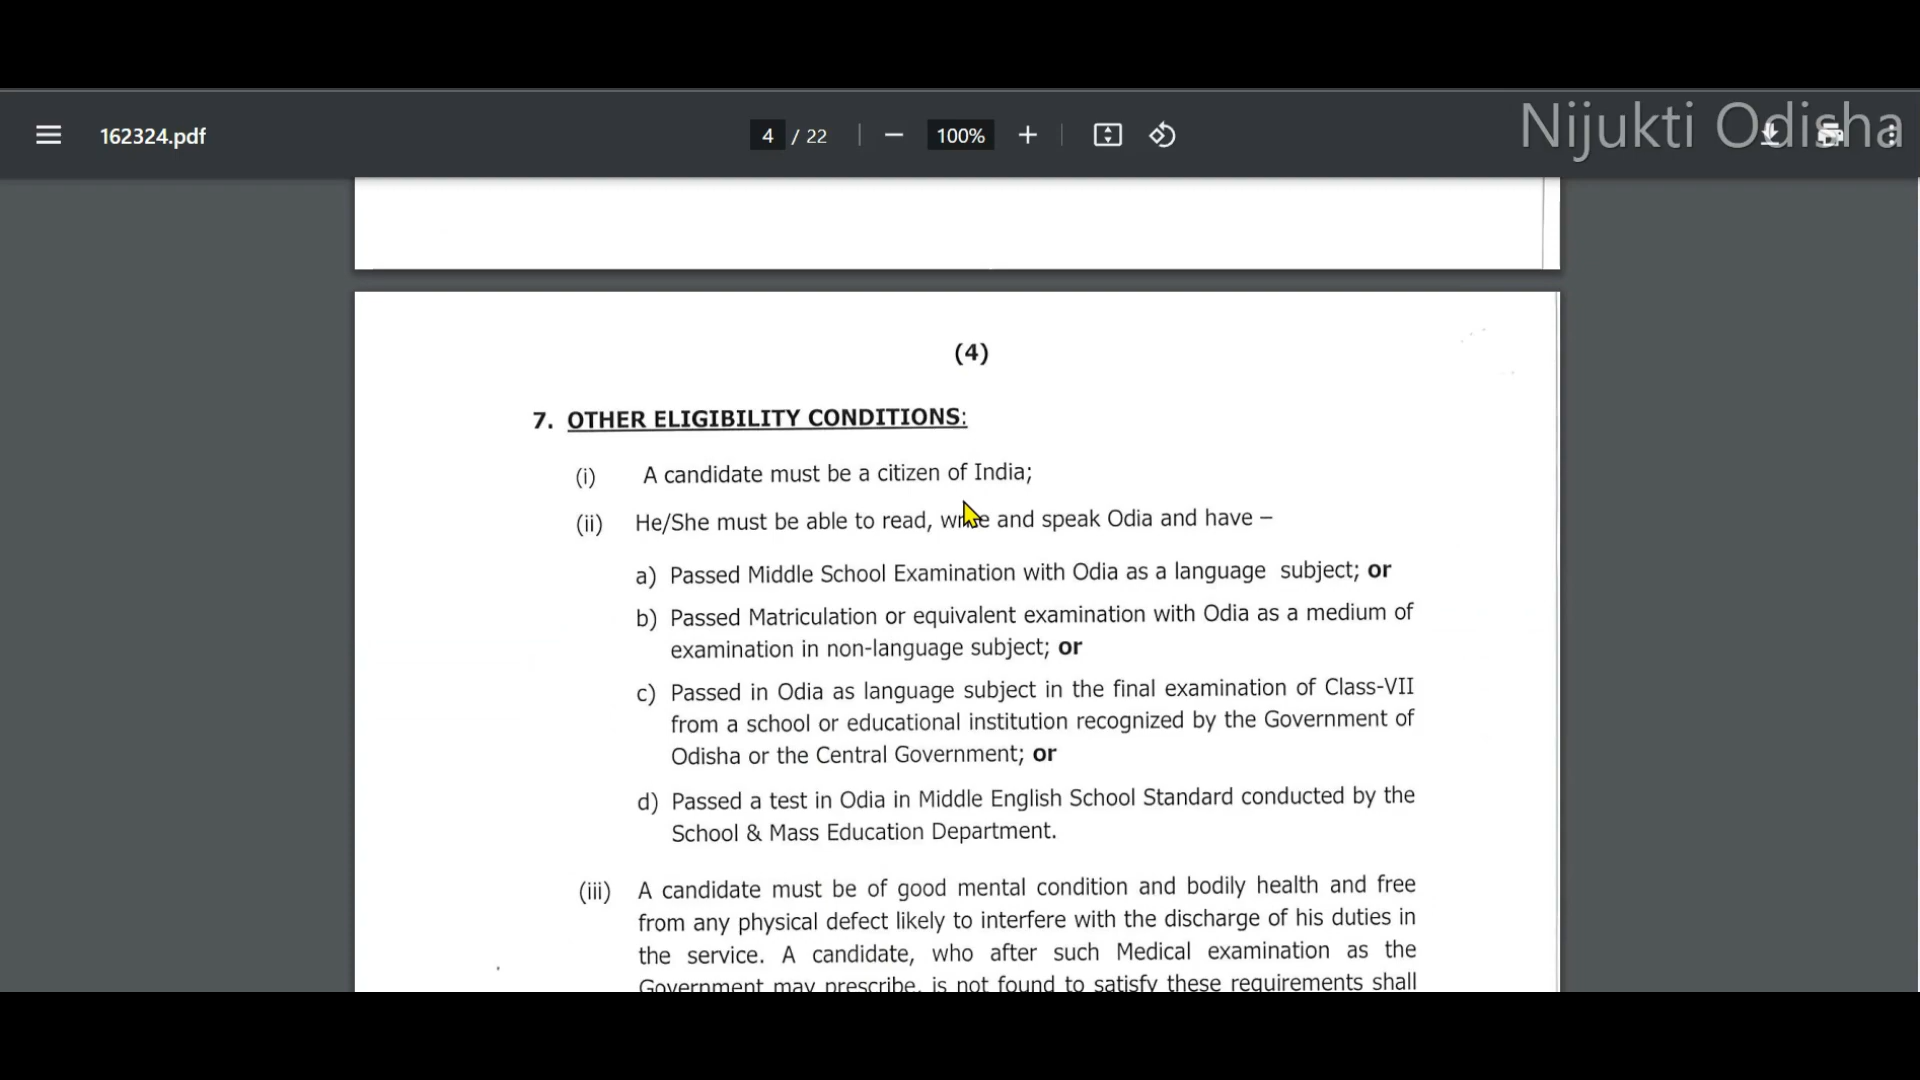 Nijukti Odisha
162324.pdf
4 / 22
100%
(4)
7. OTHER ELIGIBILITY CONDITIONS:
(i) A candidate must be a citizen of India;
(ii) He/She must be able to read, write and speak Odia and have –
a) Passed Middle School Examination with Odia as a language subject; or
b) Passed Matriculation or equivalent examination with Odia as a medium of
examination in non-language subject; or
c) Passed in Odia as language subject in the final examination of Class-VII
from a school or educational institution recognized by the Government of
Odisha or the Central Government; or
d) Passed a test in Odia in Middle English School Standard conducted by the
School & Mass Education Department.
(iii) A candidate must be of good mental condition and bodily health and free
from any physical defect likely to interfere with the discharge of his duties in
the service. A candidate, who after such Medical examination as the
Government may prescribe, is not found to satisfy these requirements shall